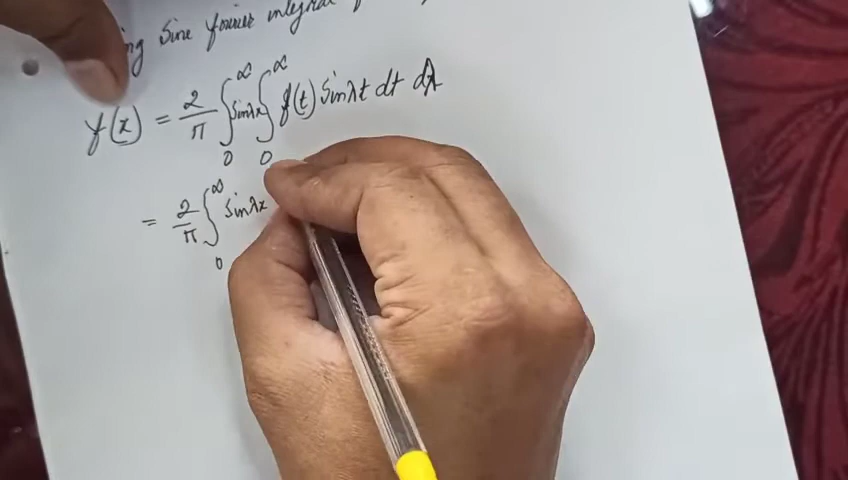 Sine fourier integral
f(x) = 2/π ∫₀^∞ sinλx ∫₀^∞ f(t) sinλt dt dλ
= 2/π ∫₀^∞ sinλx